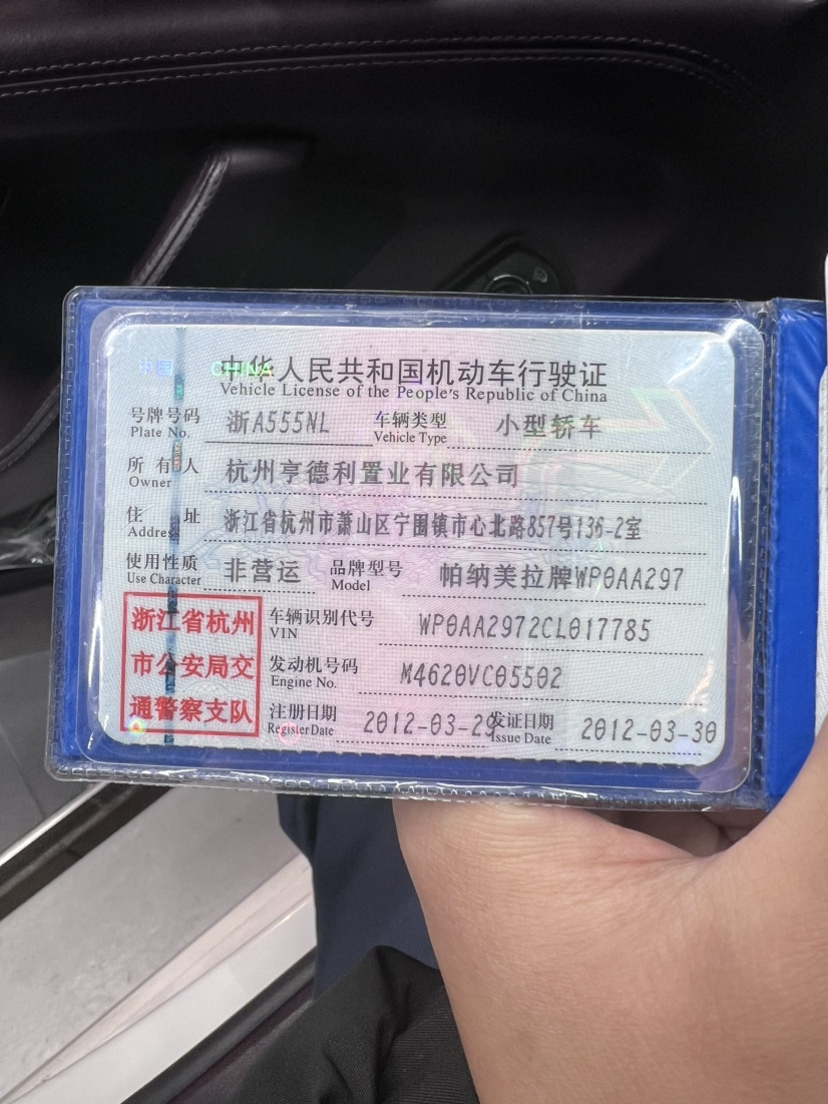 中国 CHINA
中华人民共和国机动车行驶证
Vehicle License of the People's Republic of China
号牌号码 浙A555NL 车辆类型 小型轿车
Plate No. Vehicle Type
所有人 杭州亨德利置业有限公司
Owner
住址 浙江省杭州市萧山区宁围镇市心北路857号136-2室
Address
使用性质 非营运 品牌型号 帕纳美拉牌WP0AA297
Use Character Model
浙江省杭州
市公安局交
通警察支队
车辆识别代号 WP0AA2972CL017785
VIN
发动机号码 M4620VC05502
Engine No.
注册日期 2012-03-29 发证日期 2012-03-30
Register Date Issue Date